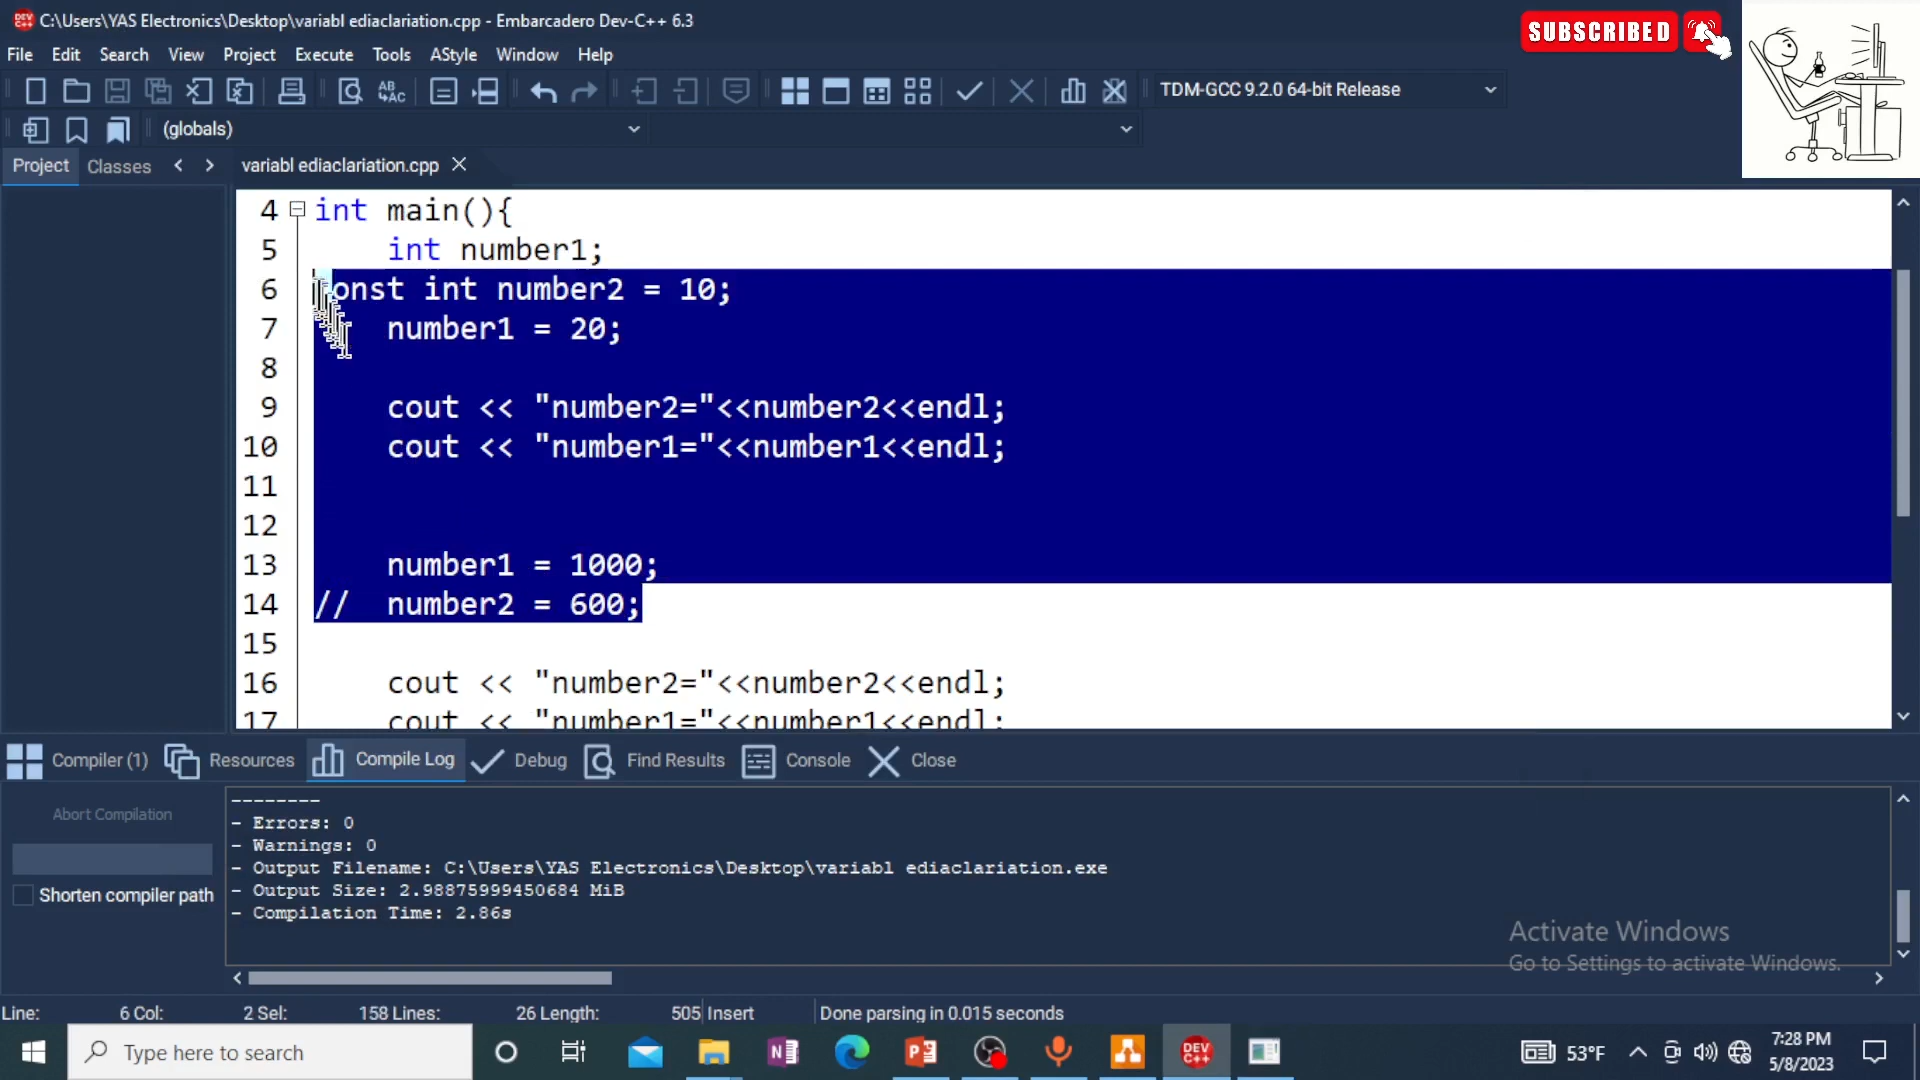 C:\Users\YAS Electronics\Desktop\variabl ediaclariation.cpp - Embarcadero Dev-C++ 6.3
SUBSCRIBED
File Edit Search View Project Execute Tools AStyle Window Help
TDM-GCC 9.2.0 64-bit Release
(globals)
Project Classes variabl ediaclariation.cpp
4 int main(){
5 int number1;
6 const int number2 = 10;
7 number1 = 20;
8
9 cout << "number2="<<number2<<endl;
10 cout << "number1="<<number1<<endl;
11
12
13 number1 = 1000;
14 // number2 = 600;
15
16 cout << "number2="<<number2<<endl;
17 cout << "number1="<<number1<<endl;
Compiler (1) Resources Compile Log Debug Find Results Console Close
Abort Compilation
Shorten compiler path
--------
- Errors: 0
- Warnings: 0
- Output Filename: C:\Users\YAS Electronics\Desktop\variabl ediaclariation.exe
- Output Size: 2.98875999450684 MiB
- Compilation Time: 2.86s
Activate Windows
Go to Settings to activate Windows.
Line: 6 Col: 2 Sel: 158 Lines: 26 Length: 505 Insert Done parsing in 0.015 seconds
Type here to search
53°F
7:28 PM
5/8/2023